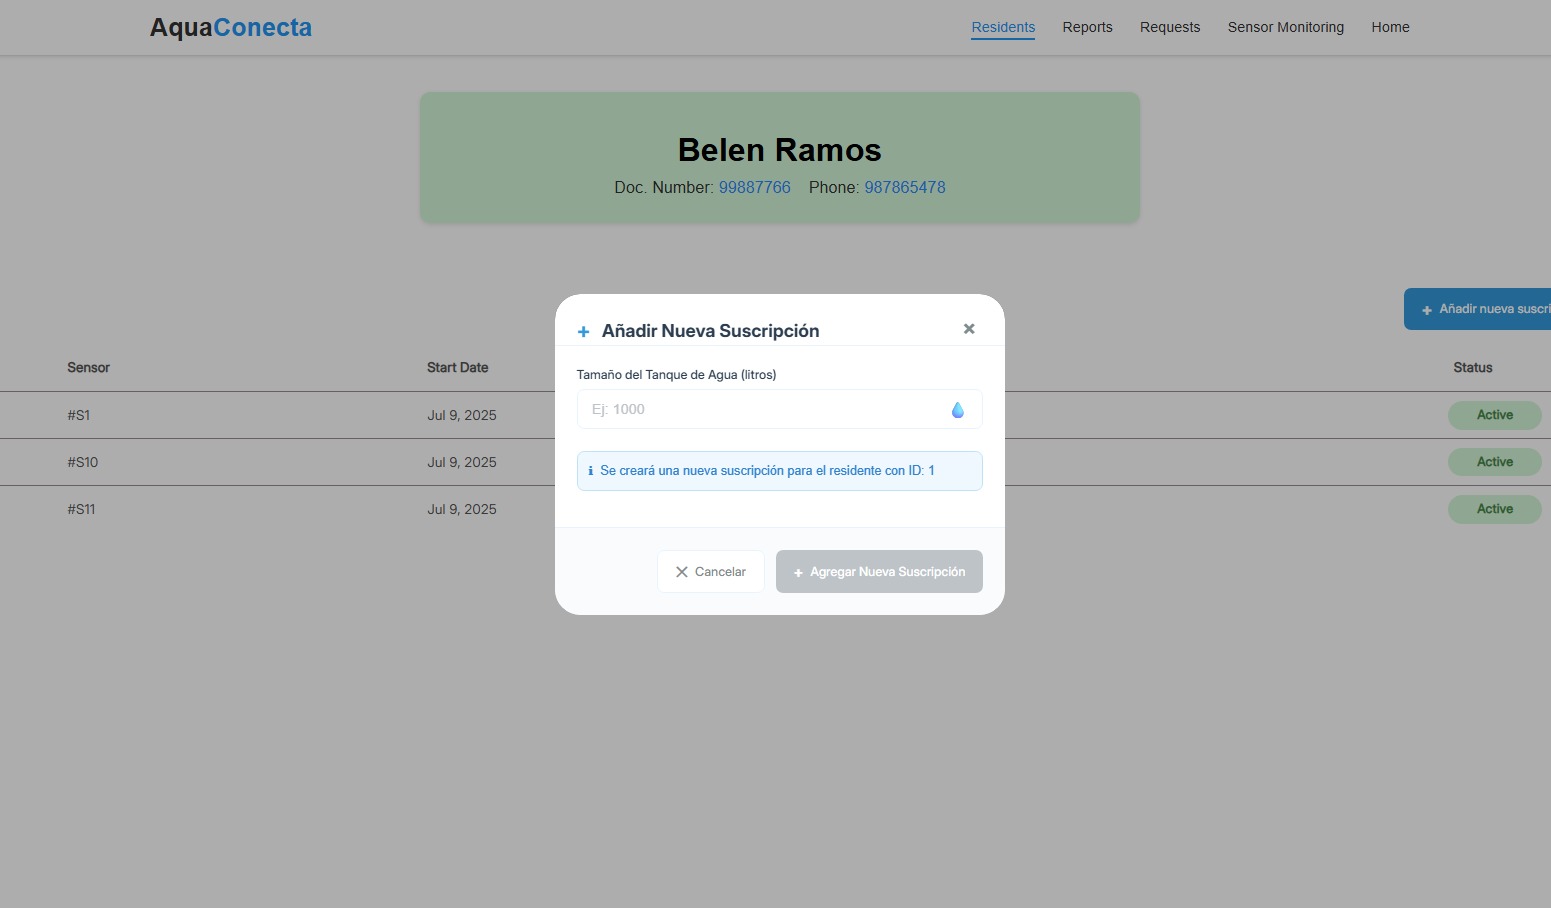 AquaConecta
Residents Reports Requests Sensor Monitoring Home
Belen Ramos
Doc. Number: 99887766 Phone: 987865478
+ Añadir nueva suscri
Sensor Start Date Status
#S1 Jul 9, 2025 Active
#S10 Jul 9, 2025 Active
#S11 Jul 9, 2025 Active
+ Añadir Nueva Suscripción ×
Tamaño del Tanque de Agua (litros)
Ej: 1000
i Se creará una nueva suscripción para el residente con ID: 1
× Cancelar + Agregar Nueva Suscripción